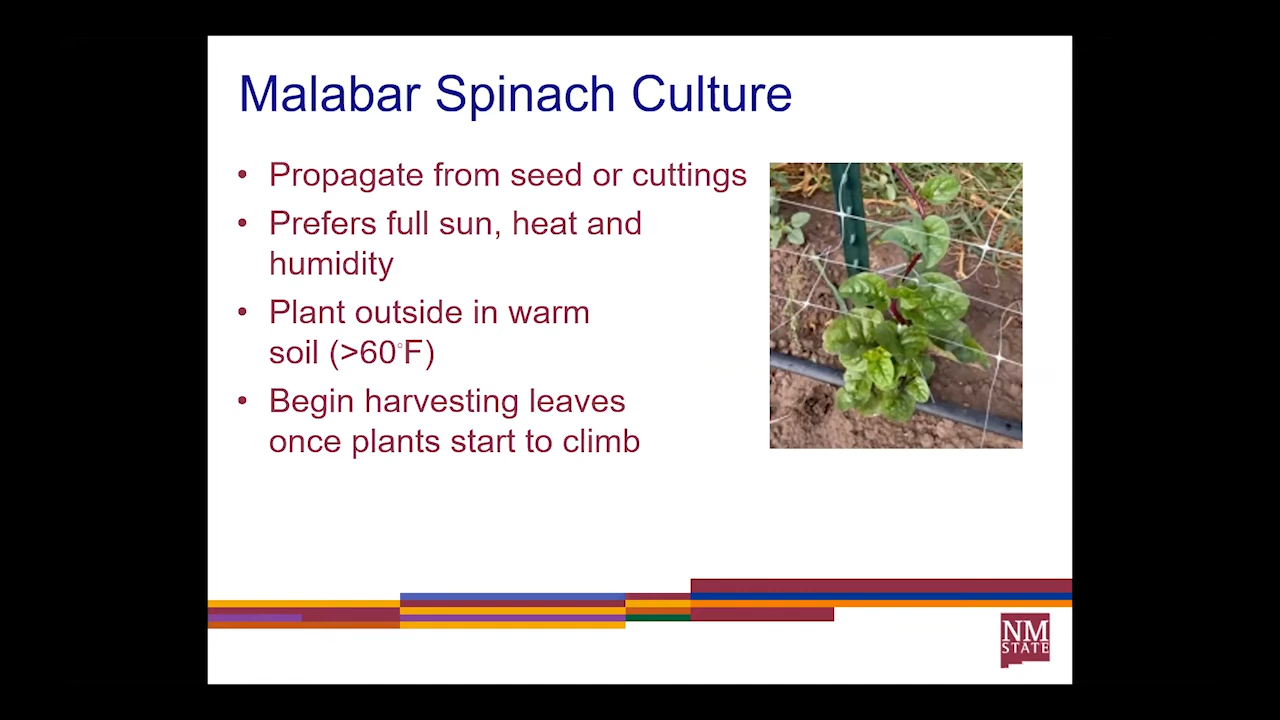 Malabar Spinach Culture
• Propagate from seed or cuttings
• Prefers full sun, heat and
humidity
• Plant outside in warm
soil (>60°F)
• Begin harvesting leaves
once plants start to climb
NM
STATE